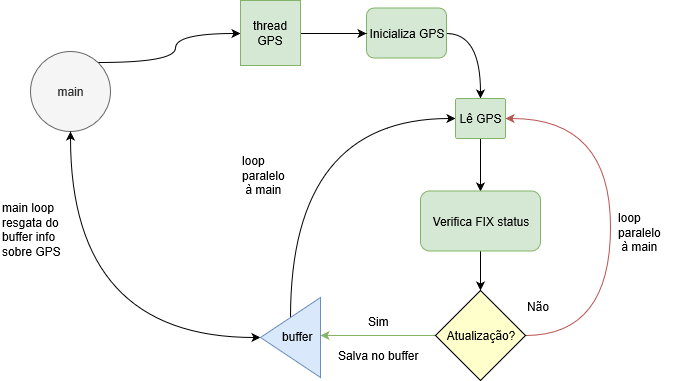 thread
GPS
Inicializa GPS
main
Lê GPS
loop
paralelo
à main
main loop
resgata do
buffer info
sobre GPS
Verifica FIX status
loop
paralelo
à main
Não
Sim
Atualização?
buffer
Salva no buffer